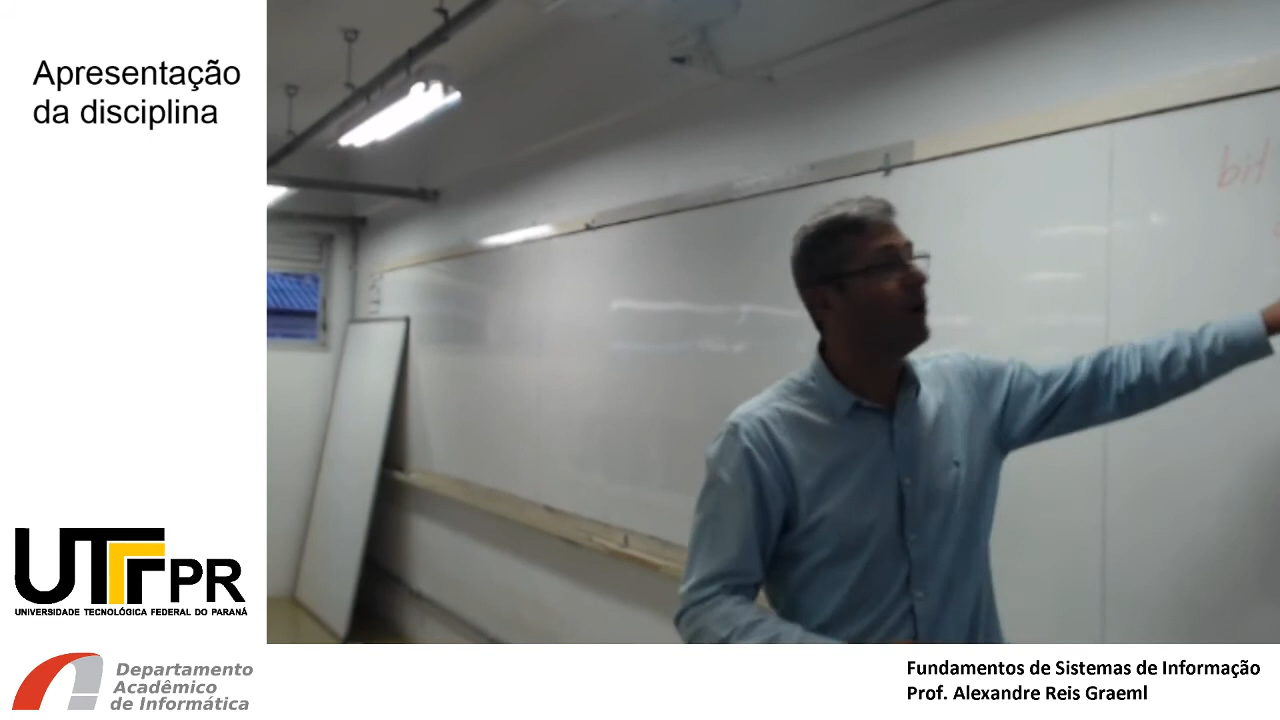 Apresentação
da disciplina
UTFPR
UNIVERSIDADE TECNOLÓGICA FEDERAL DO PARANÁ
Departamento
Acadêmico
de Informática
Fundamentos de Sistemas de Informação
Prof. Alexandre Reis Graeml